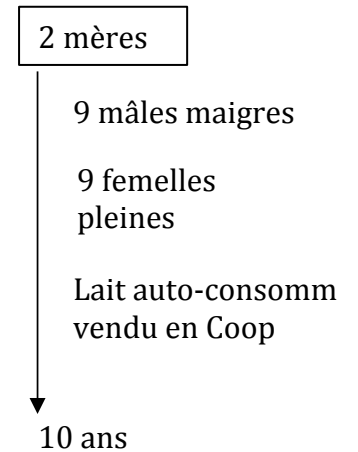 2 mères
9 mâles maigres
9 femelles
pleines
Lait auto-consomm
vendu en Coop
10 ans